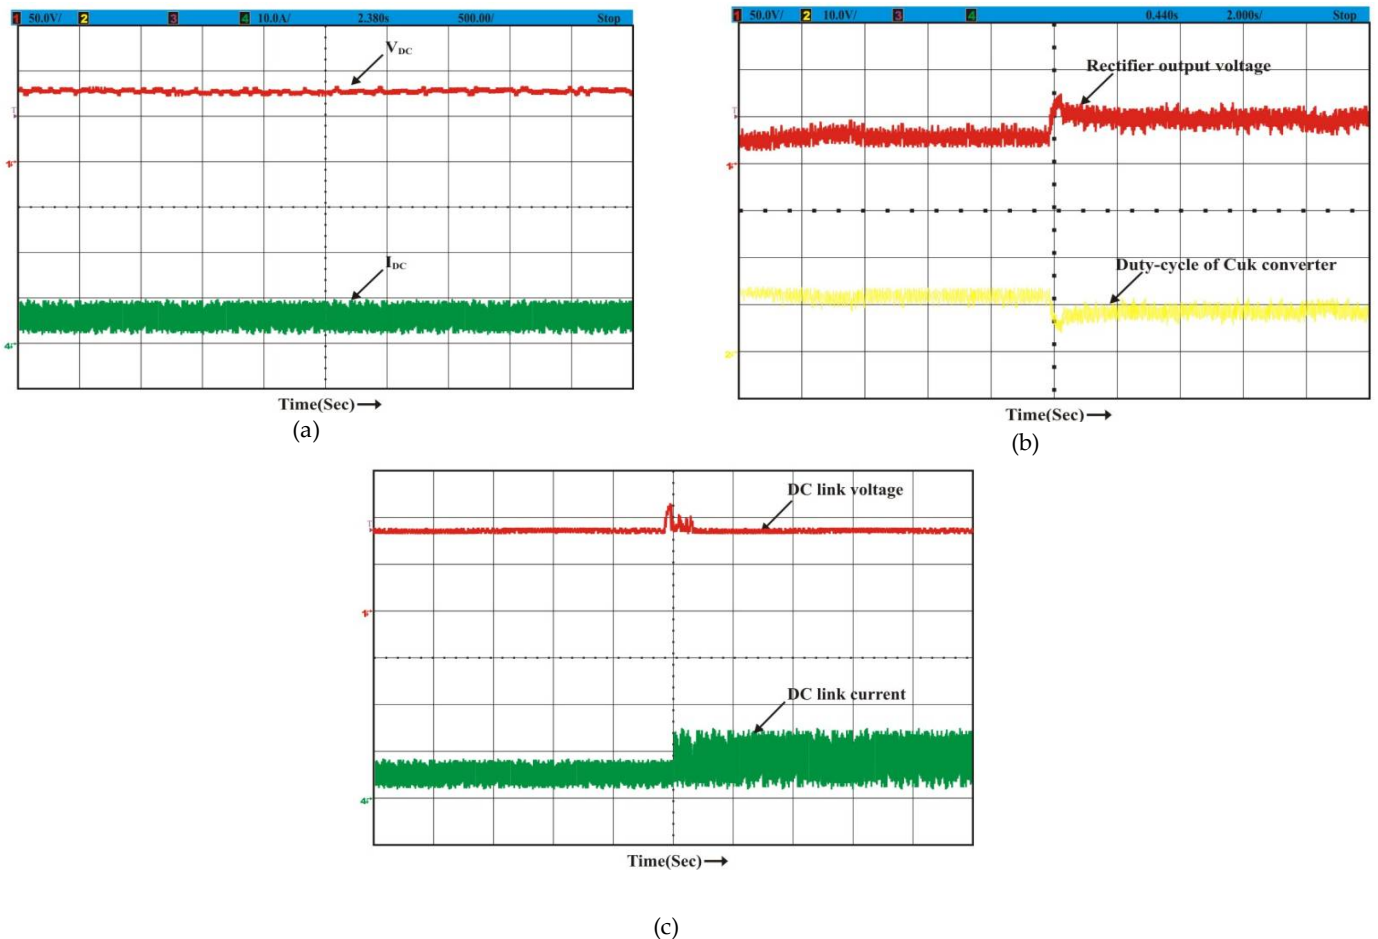 1 50.0V/ 2 3 4 10.0A/ 2.380s 500.00/ Stop
V_DC
I_DC
Time(Sec)
(a)
1 50.0V/ 2 10.0V/ 3 4 0.440s 2.000s/ Stop
Rectifier output voltage
Duty-cycle of Cuk converter
Time(Sec)
(b)
DC link voltage
DC link current
Time(Sec)
(c)